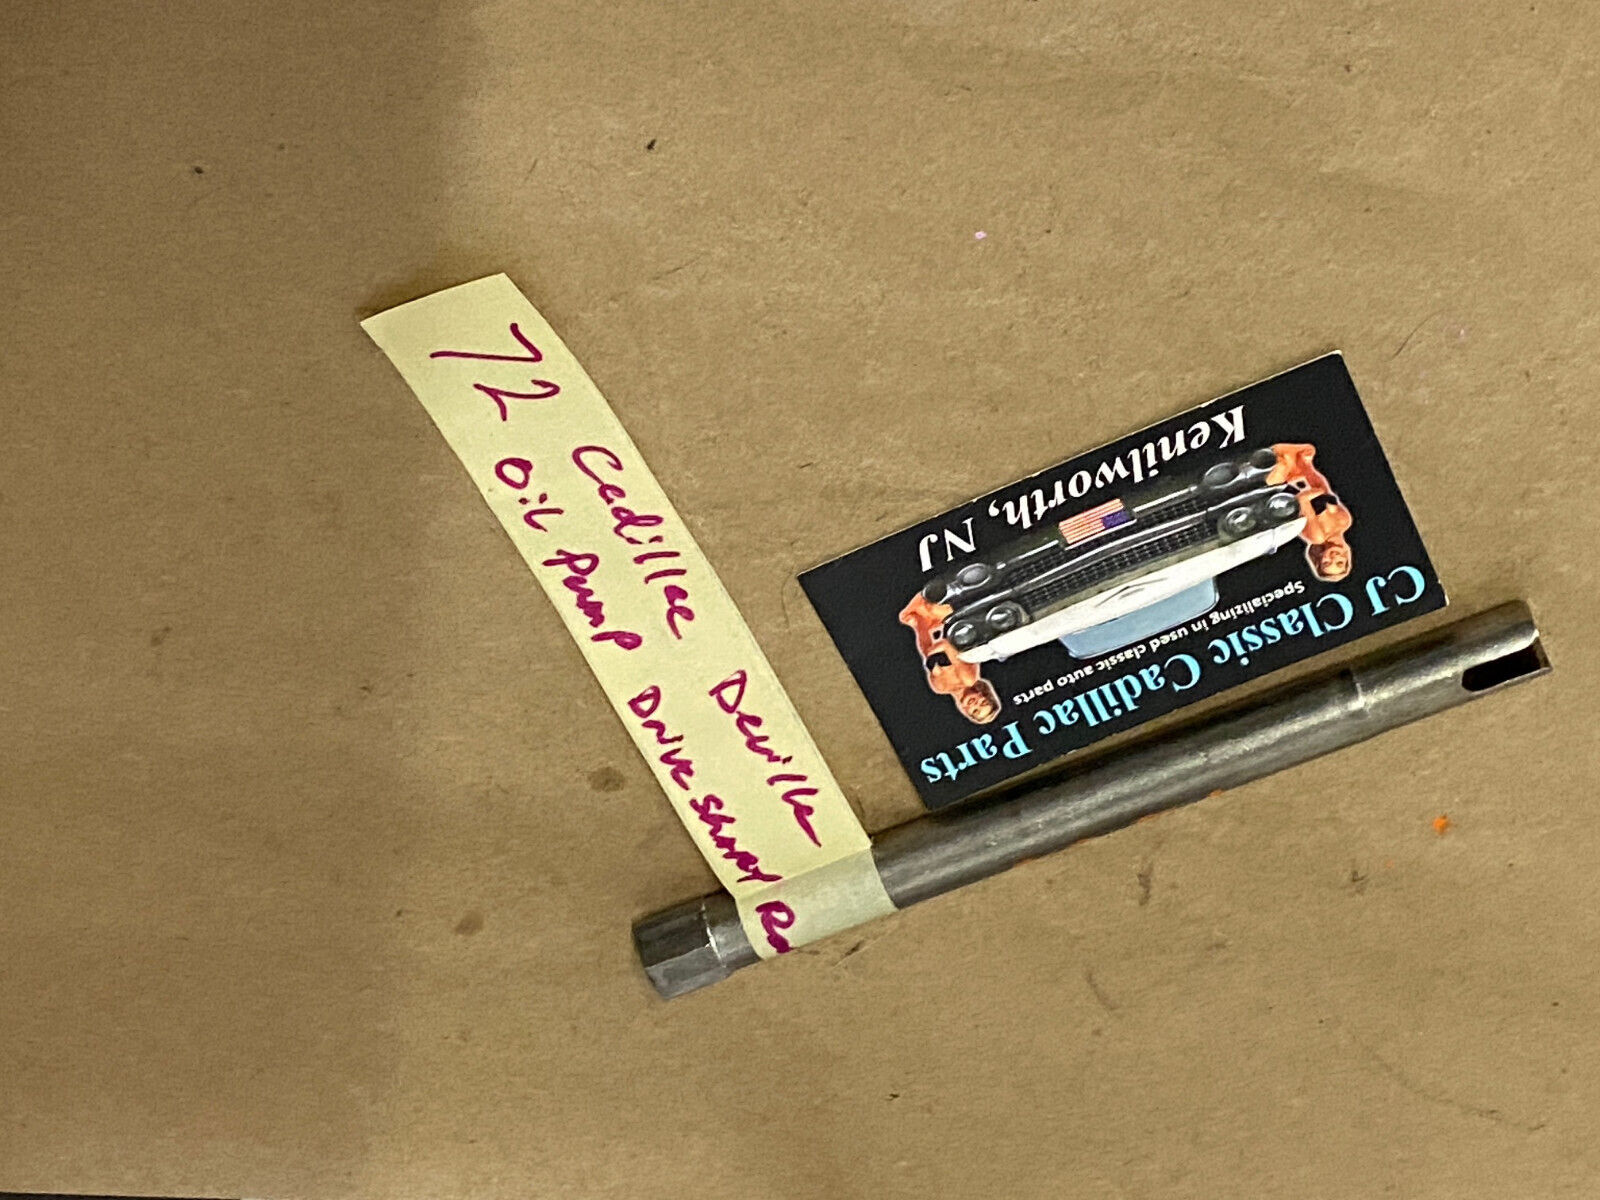 72 Cadillac Deville
Oil Pump Drive Shaft
CJ Classic Cadillac Parts
Specializing in used classic auto parts
Kenilworth, NJ